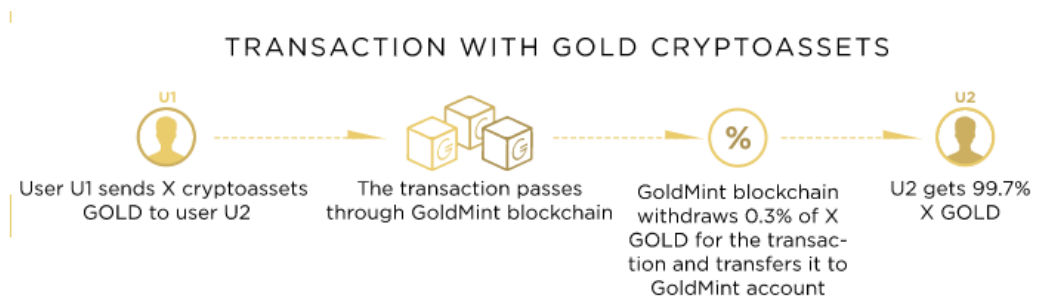 TRANSACTION WITH GOLD CRYPTOASSETS
U1
U2
%
User U1 sends X cryptoassets
GOLD to user U2
The transaction passes
through GoldMint blockchain
GoldMint blockchain
withdraws 0.3% of X
GOLD for the transac-
tion and transfers it to
GoldMint account
U2 gets 99.7%
X GOLD